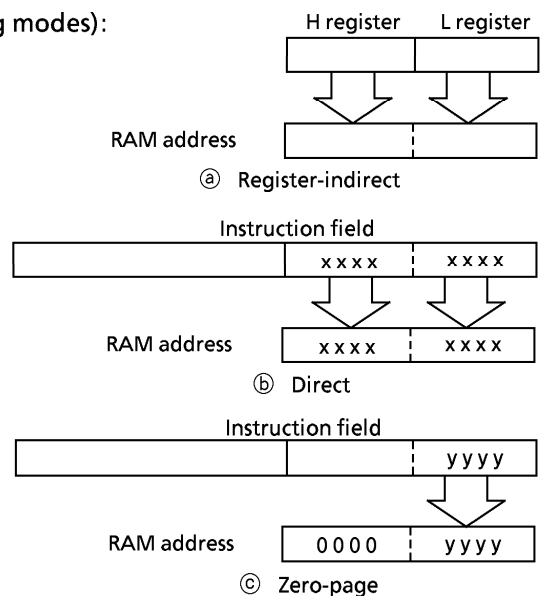 g modes):
H register L register
RAM address
ⓐ Register-indirect
Instruction field
x x x x x x x x
RAM address x x x x x x x x
ⓑ Direct
Instruction field
y y y y
RAM address 0 0 0 0 y y y y
ⓒ Zero-page